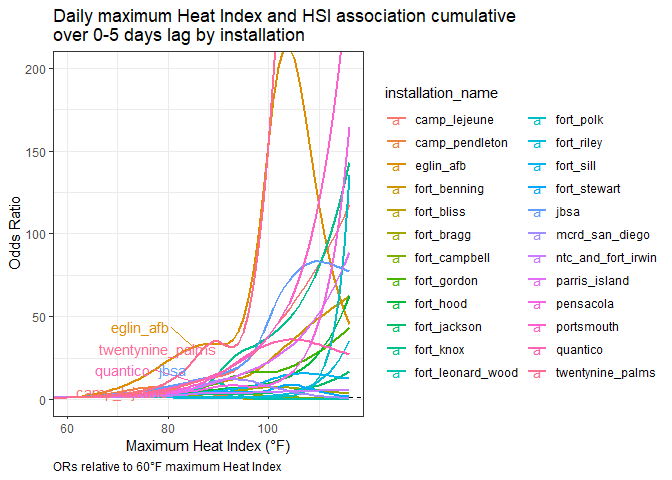 Daily maximum Heat Index and HSI association cumulative
over 0-5 days lag by installation
200
150
100
50
0
Odds Ratio
eglin_afb
twentynine_palms
quantico
jbsa
60
80
100
Maximum Heat Index (°F)
ORs relative to 60°F maximum Heat Index
installation_name
a camp_lejeune
a camp_pendleton
a eglin_afb
a fort_benning
a fort_bliss
a fort_bragg
a fort_campbell
a fort_gordon
a fort_hood
a fort_jackson
a fort_knox
a fort_leonard_wood
a fort_polk
a fort_riley
a fort_sill
a fort_stewart
a jbsa
a mcrd_san_diego
a ntc_and_fort_irwin
a parris_island
a pensacola
a portsmouth
a quantico
a twentynine_palms